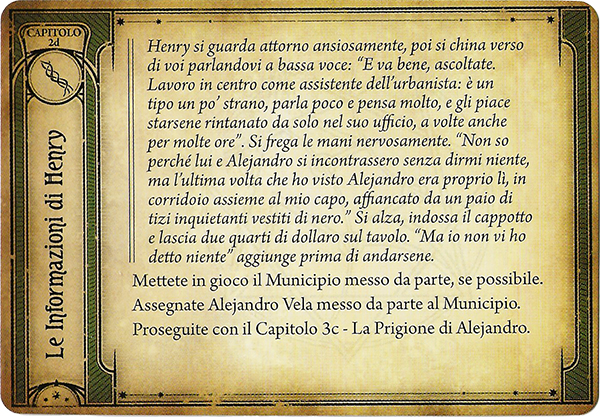 CAPITOLO
2d
Le Informazioni di Henry
Henry si guarda attorno ansiosamente, poi si china verso
di voi parlandovi a bassa voce: “E va bene, ascoltate.
Lavoro in centro come assistente dell’urbanista: è un
tipo un po’ strano, parla poco e pensa molto, e gli piace
starsene rintanato da solo nel suo ufficio, a volte anche
per molte ore”. Si frega le mani nervosamente. “Non so
perché lui e Alejandro si incontrassero senza dirmi niente,
ma l’ultima volta che ho visto Alejandro era proprio lì, in
corridoio assieme al mio capo, affiancato da un paio di
tizi inquietanti vestiti di nero.” Si alza, indossa il cappotto
e lascia due quarti di dollaro sul tavolo. “Ma io non vi ho
detto niente” aggiunge prima di andarsene.
Mettete in gioco il Municipio messo da parte, se possibile.
Assegnate Alejandro Vela messo da parte al Municipio.
Proseguite con il Capitolo 3c - La Prigione di Alejandro.